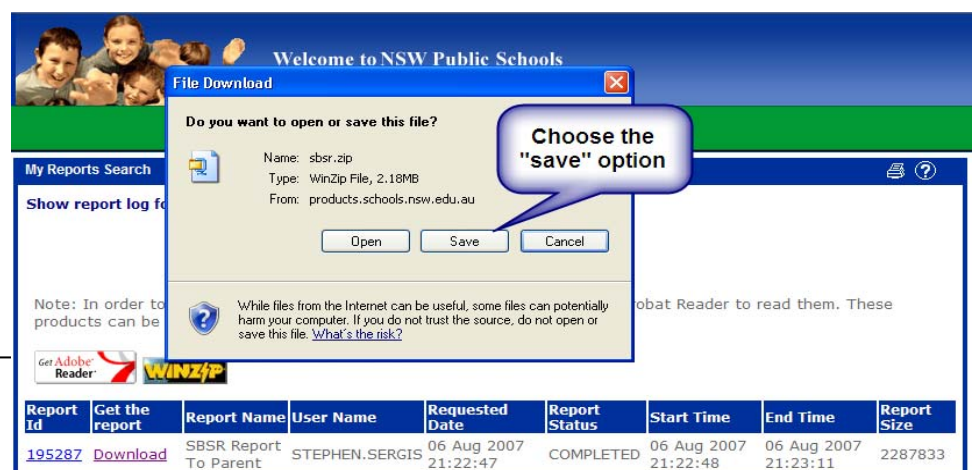 Welcome to NSW Public Schools
File Download
Do you want to open or save this file?
Name: sbsr.zip
Type: WinZip File, 2.18MB
From: products.schools.nsw.edu.au
Open Save Cancel
While files from the Internet can be useful, some files can potentially
harm your computer. If you do not trust the source, do not open or
save this file. What's the risk?
Choose the
"save" option
My Reports Search
Show report log
Note: In order to
obat Reader to read them. These
products can be
Get Adobe
Reader
WINZIP
Report Id Get the report Report Name User Name Requested Date Report Status Start Time End Time Report Size
195287 Download SBSR Report To Parent STEPHEN.SERGIS 06 Aug 2007 21:22:47 COMPLETED 06 Aug 2007 21:22:48 06 Aug 2007 21:23:11 2287833